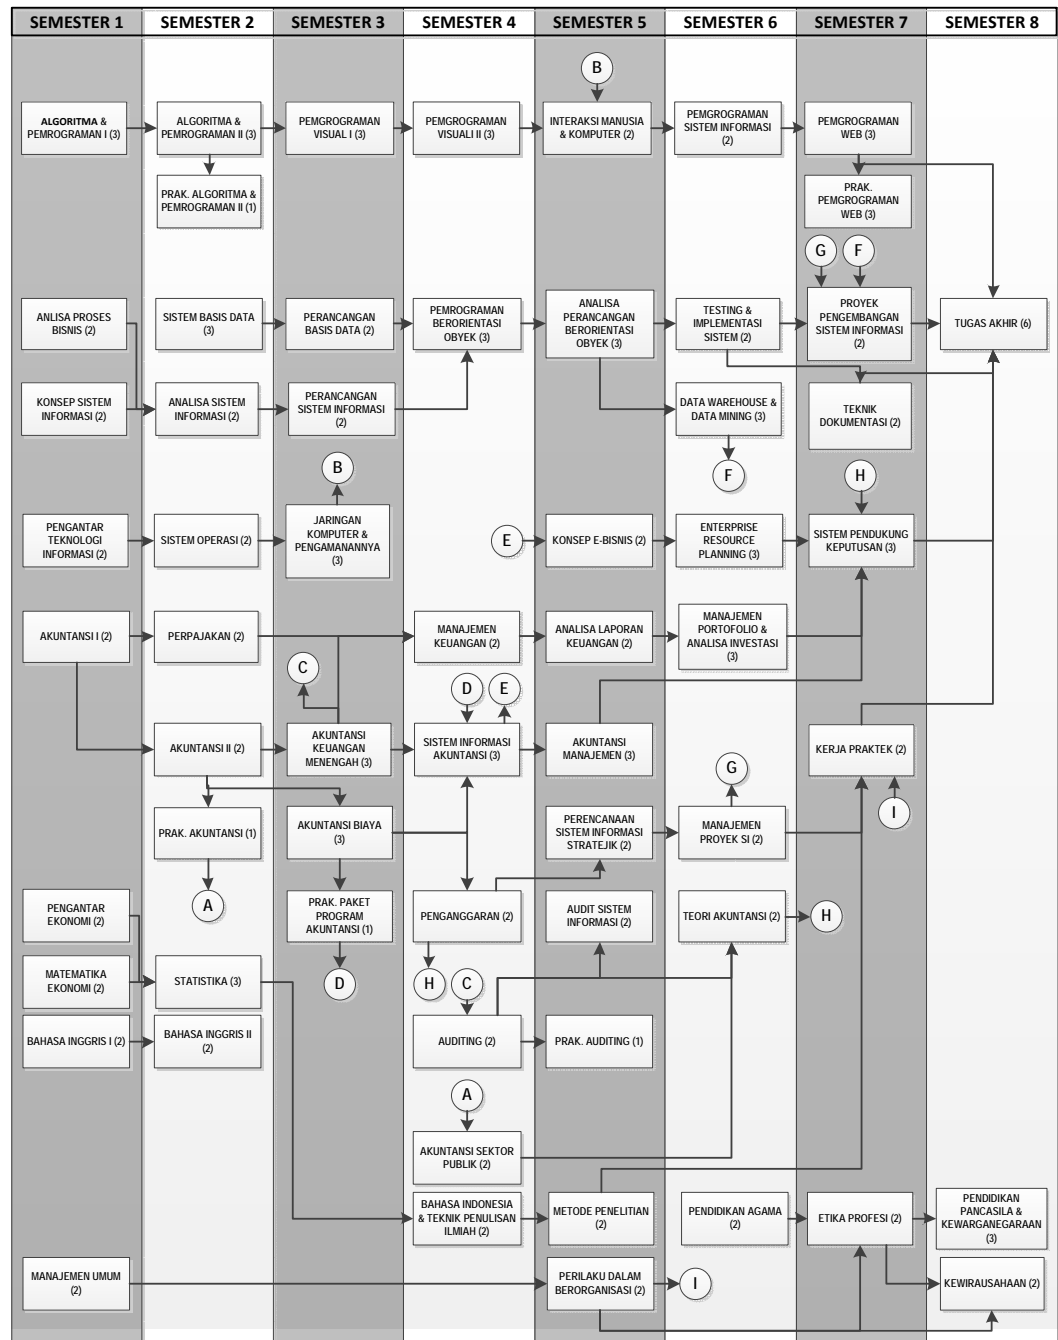 SEMESTER 1
SEMESTER 2
SEMESTER 3
SEMESTER 4
SEMESTER 5
SEMESTER 6
SEMESTER 7
SEMESTER 8
B
ALGORITMA &
PEMROGRAMAN I (3)
ALGORITMA &
PEMROGRAMAN II (3)
PEMGROGRAMAN
VISUAL I (3)
PEMGROGRAMAN
VISUALI II (3)
INTERAKSI MANUSIA
& KOMPUTER (2)
PEMGROGRAMAN
SISTEM INFORMASI
(2)
PEMGROGRAMAN
WEB (3)
PRAK. ALGORITMA &
PEMROGRAMAN II (1)
PRAK.
PEMGROGRAMAN
WEB (3)
G
F
ANLISA PROSES
BISNIS (2)
SISTEM BASIS DATA
(3)
PERANCANGAN
BASIS DATA (2)
PEMROGRAMAN
BERORIENTASI
OBYEK (3)
ANALISA
PERANCANGAN
BERORIENTASI
OBYEK (3)
TESTING &
IMPLEMENTASI
SISTEM (2)
PROYEK
PENGEMBANGAN
SISTEM INFORMASI
(2)
TUGAS AKHIR (6)
KONSEP SISTEM
INFORMASI (2)
ANALISA SISTEM
INFORMASI (2)
PERANCANGAN
SISTEM INFORMASI
(2)
DATA WAREHOUSE &
DATA MINING (3)
TEKNIK
DOKUMENTASI (2)
B
F
H
PENGANTAR
TEKNOLOGI
INFORMASI (2)
SISTEM OPERASI (2)
JARINGAN
KOMPUTER &
PENGAMANANNYA
(3)
E
KONSEP E-BISNIS (2)
ENTERPRISE
RESOURCE
PLANNING (3)
SISTEM PENDUKUNG
KEPUTUSAN (3)
AKUNTANSI I (2)
PERPAJAKAN (2)
MANAJEMEN
KEUANGAN (2)
ANALISA LAPORAN
KEUANGAN (2)
MANAJEMEN
PORTOFOLIO &
ANALISA INVESTASI
(3)
C
D
E
AKUNTANSI II (2)
AKUNTANSI
KEUANGAN
MENENGAH (3)
SISTEM INFORMASI
AKUNTANSI (3)
AKUNTANSI
MANAJEMEN (3)
KERJA PRAKTEK (2)
G
I
PRAK. AKUNTANSI (1)
AKUNTANSI BIAYA
(3)
PERENCANAAN
SISTEM INFORMASI
STRATEJIK (2)
MANAJEMEN
PROYEK SI (2)
A
PENGANTAR
EKONOMI (2)
PRAK. PAKET
PROGRAM
AKUNTANSI (1)
PENGANGGARAN (2)
AUDIT SISTEM
INFORMASI (2)
TEORI AKUNTANSI (2)
H
MATEMATIKA
EKONOMI (2)
STATISTIKA (3)
D
H
C
BAHASA INGGRIS I (2)
BAHASA INGGRIS II
(2)
AUDITING (2)
PRAK. AUDITING (1)
A
AKUNTANSI SEKTOR
PUBLIK (2)
BAHASA INDONESIA
& TEKNIK PENULISAN
ILMIAH (2)
METODE PENELITIAN
(2)
PENDIDIKAN AGAMA
(2)
ETIKA PROFESI (2)
PENDIDIKAN
PANCASILA &
KEWARGANEGARAAN
(3)
MANAJEMEN UMUM
(2)
PERILAKU DALAM
BERORGANISASI (2)
I
KEWIRAUSAHAAN (2)